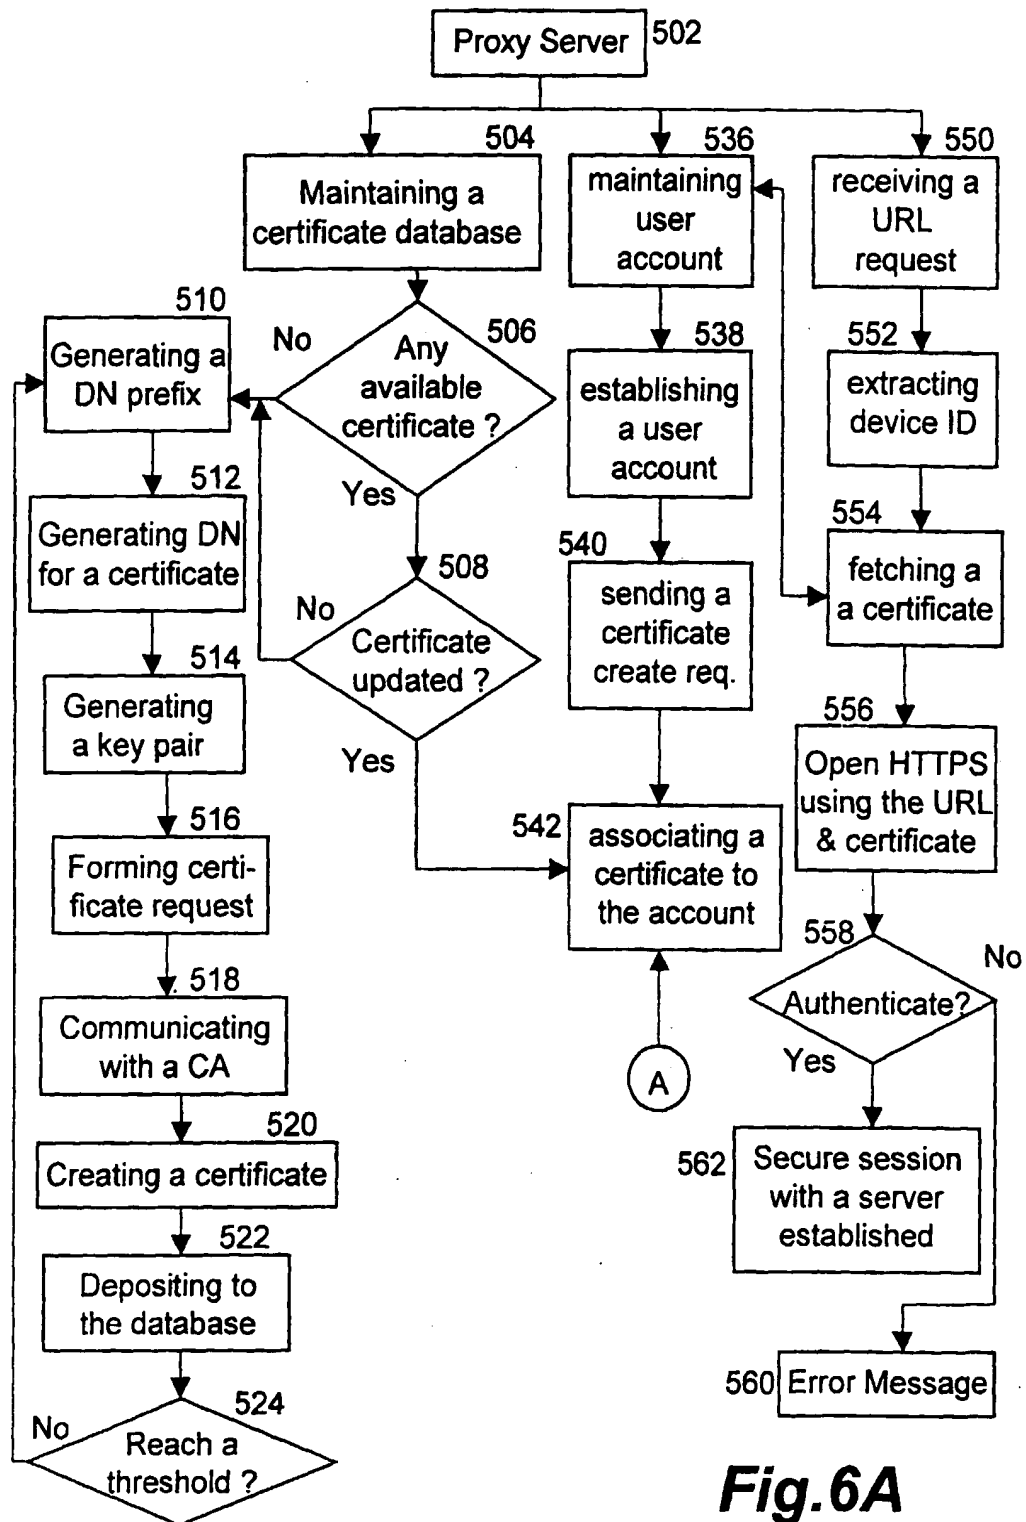 Proxy Server
502
504
Maintaining a
certificate database
536
maintaining
user
account
550
receiving a
URL
request
510
Generating a
DN prefix
No
506
Any
available
certificate ?
Yes
538
establishing
a user
account
552
extracting
device ID
512
Generating DN
for a certificate
508
No
Certificate
updated ?
Yes
540
sending a
certificate
create req.
554
fetching a
a certificate
514
Generating
a key pair
556
Open HTTPS
using the URL
& certificate
516
Forming certi-
ficate request
542
associating a
certificate to
the account
558
No
Authenticate?
Yes
518
Communicating
with a CA
A
520
Creating a certificate
562
Secure session
with a server
established
522
Depositing to
the database
560
Error Message
524
No
Reach a
threshold ?
Fig.6A